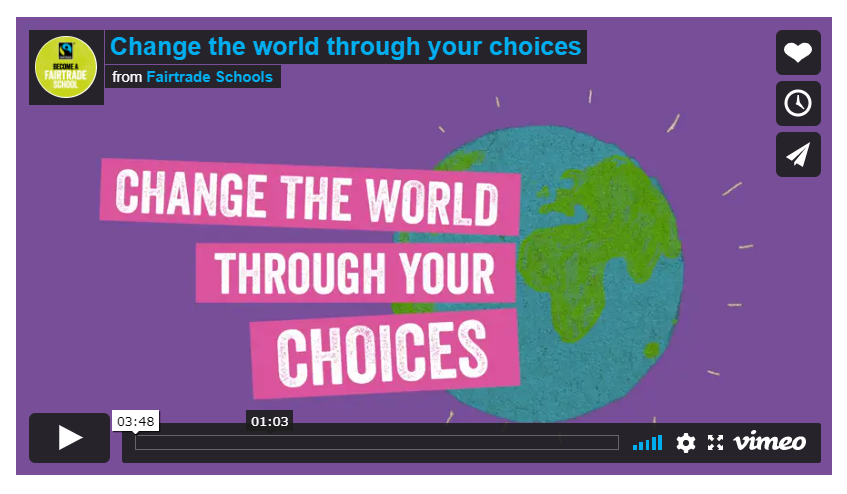 Change the world through your choices
from Fairtrade Schools
BECOME A
FAIRTRADE
SCHOOL
CHANGE THE WORLD
THROUGH YOUR
CHOICES
03:48
01:03
vimeo